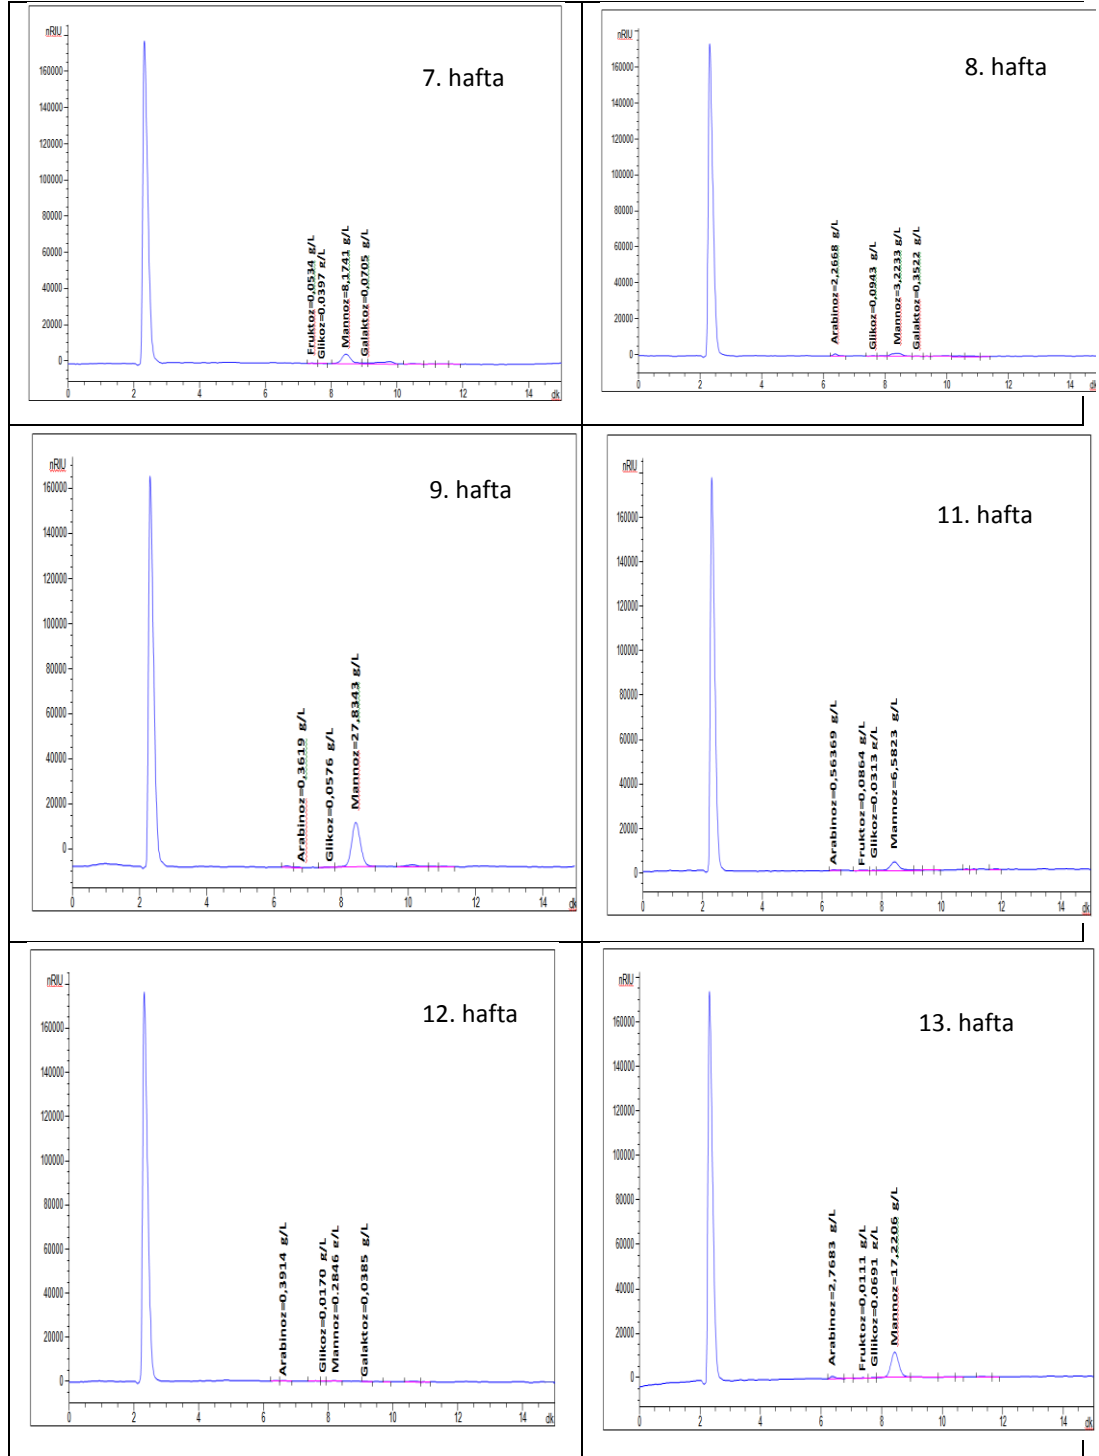 nRIU
7. hafta
160000
140000
120000
100000
80000
60000
40000
20000
0
Fruktoz=0,0534 g/L
Glikoz=0.0397 g/L
Mannoz=8,1741 g/L
Galaktoz=0,0705 g/L
0 2 4 6 8 10 12 14 dk
nRIU
8. hafta
160000
140000
120000
100000
80000
60000
40000
20000
0
Arabinoz=2,2668 g/L
Glikoz=0,0943 g/L
Mannoz=3,2233 g/L
Galaktoz=0,3522 g/L
0 2 4 6 8 10 12 14 dk
nRIU
9. hafta
160000
140000
120000
100000
80000
60000
40000
20000
0
Arabinoz=0,3619 g/L
Glikoz=0,0576 g/L
Mannoz=27,8343 g/L
0 2 4 6 8 10 12 14 dk
nRIU
11. hafta
160000
140000
120000
100000
80000
60000
40000
20000
0
Arabinoz=0,56369 g/L
Fruktoz=0,0864 g/L
Glikoz=0.0313 g/L
Mannoz=6,5823 g/L
0 2 4 6 8 10 12 14 dk
nRIU
12. hafta
160000
140000
120000
100000
80000
60000
40000
20000
0
Arabinoz=0,3914 g/L
Glikoz=0,0170 g/L
Mannoz=0.2846 g/L
Galaktoz=0,0385 g/L
0 2 4 6 8 10 12 14 dk
nRIU
13. hafta
160000
140000
120000
100000
80000
60000
40000
20000
0
Arabinoz=2,7683 g/L
Fruktoz=0,0111 g/L
Gllikoz=0.0691 g/L
Mannoz=17,2206 g/L
0 2 4 6 8 10 12 14 dk